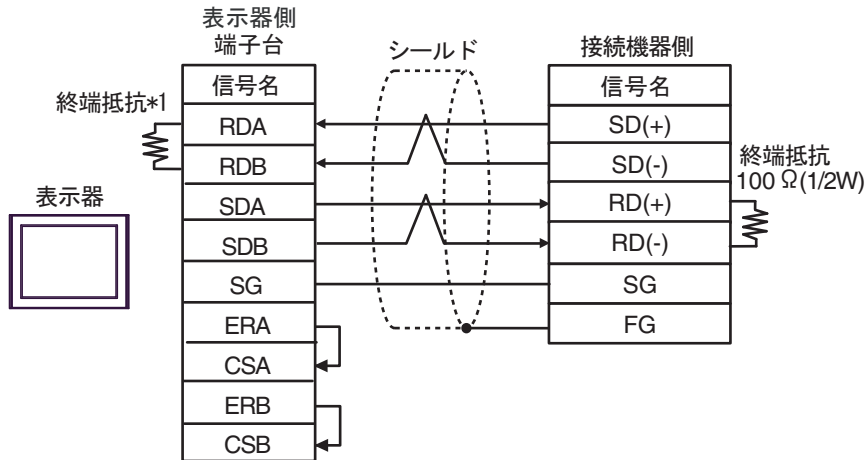 表示器側
端子台
シールド
接続機器側
信号名
信号名
終端抵抗*1
RDA
SD(+)
RDB
SD(-)
終端抵抗
100 Ω(1/2W)
表示器
SDA
RD(+)
SDB
RD(-)
SG
SG
ERA
FG
CSA
ERB
CSB